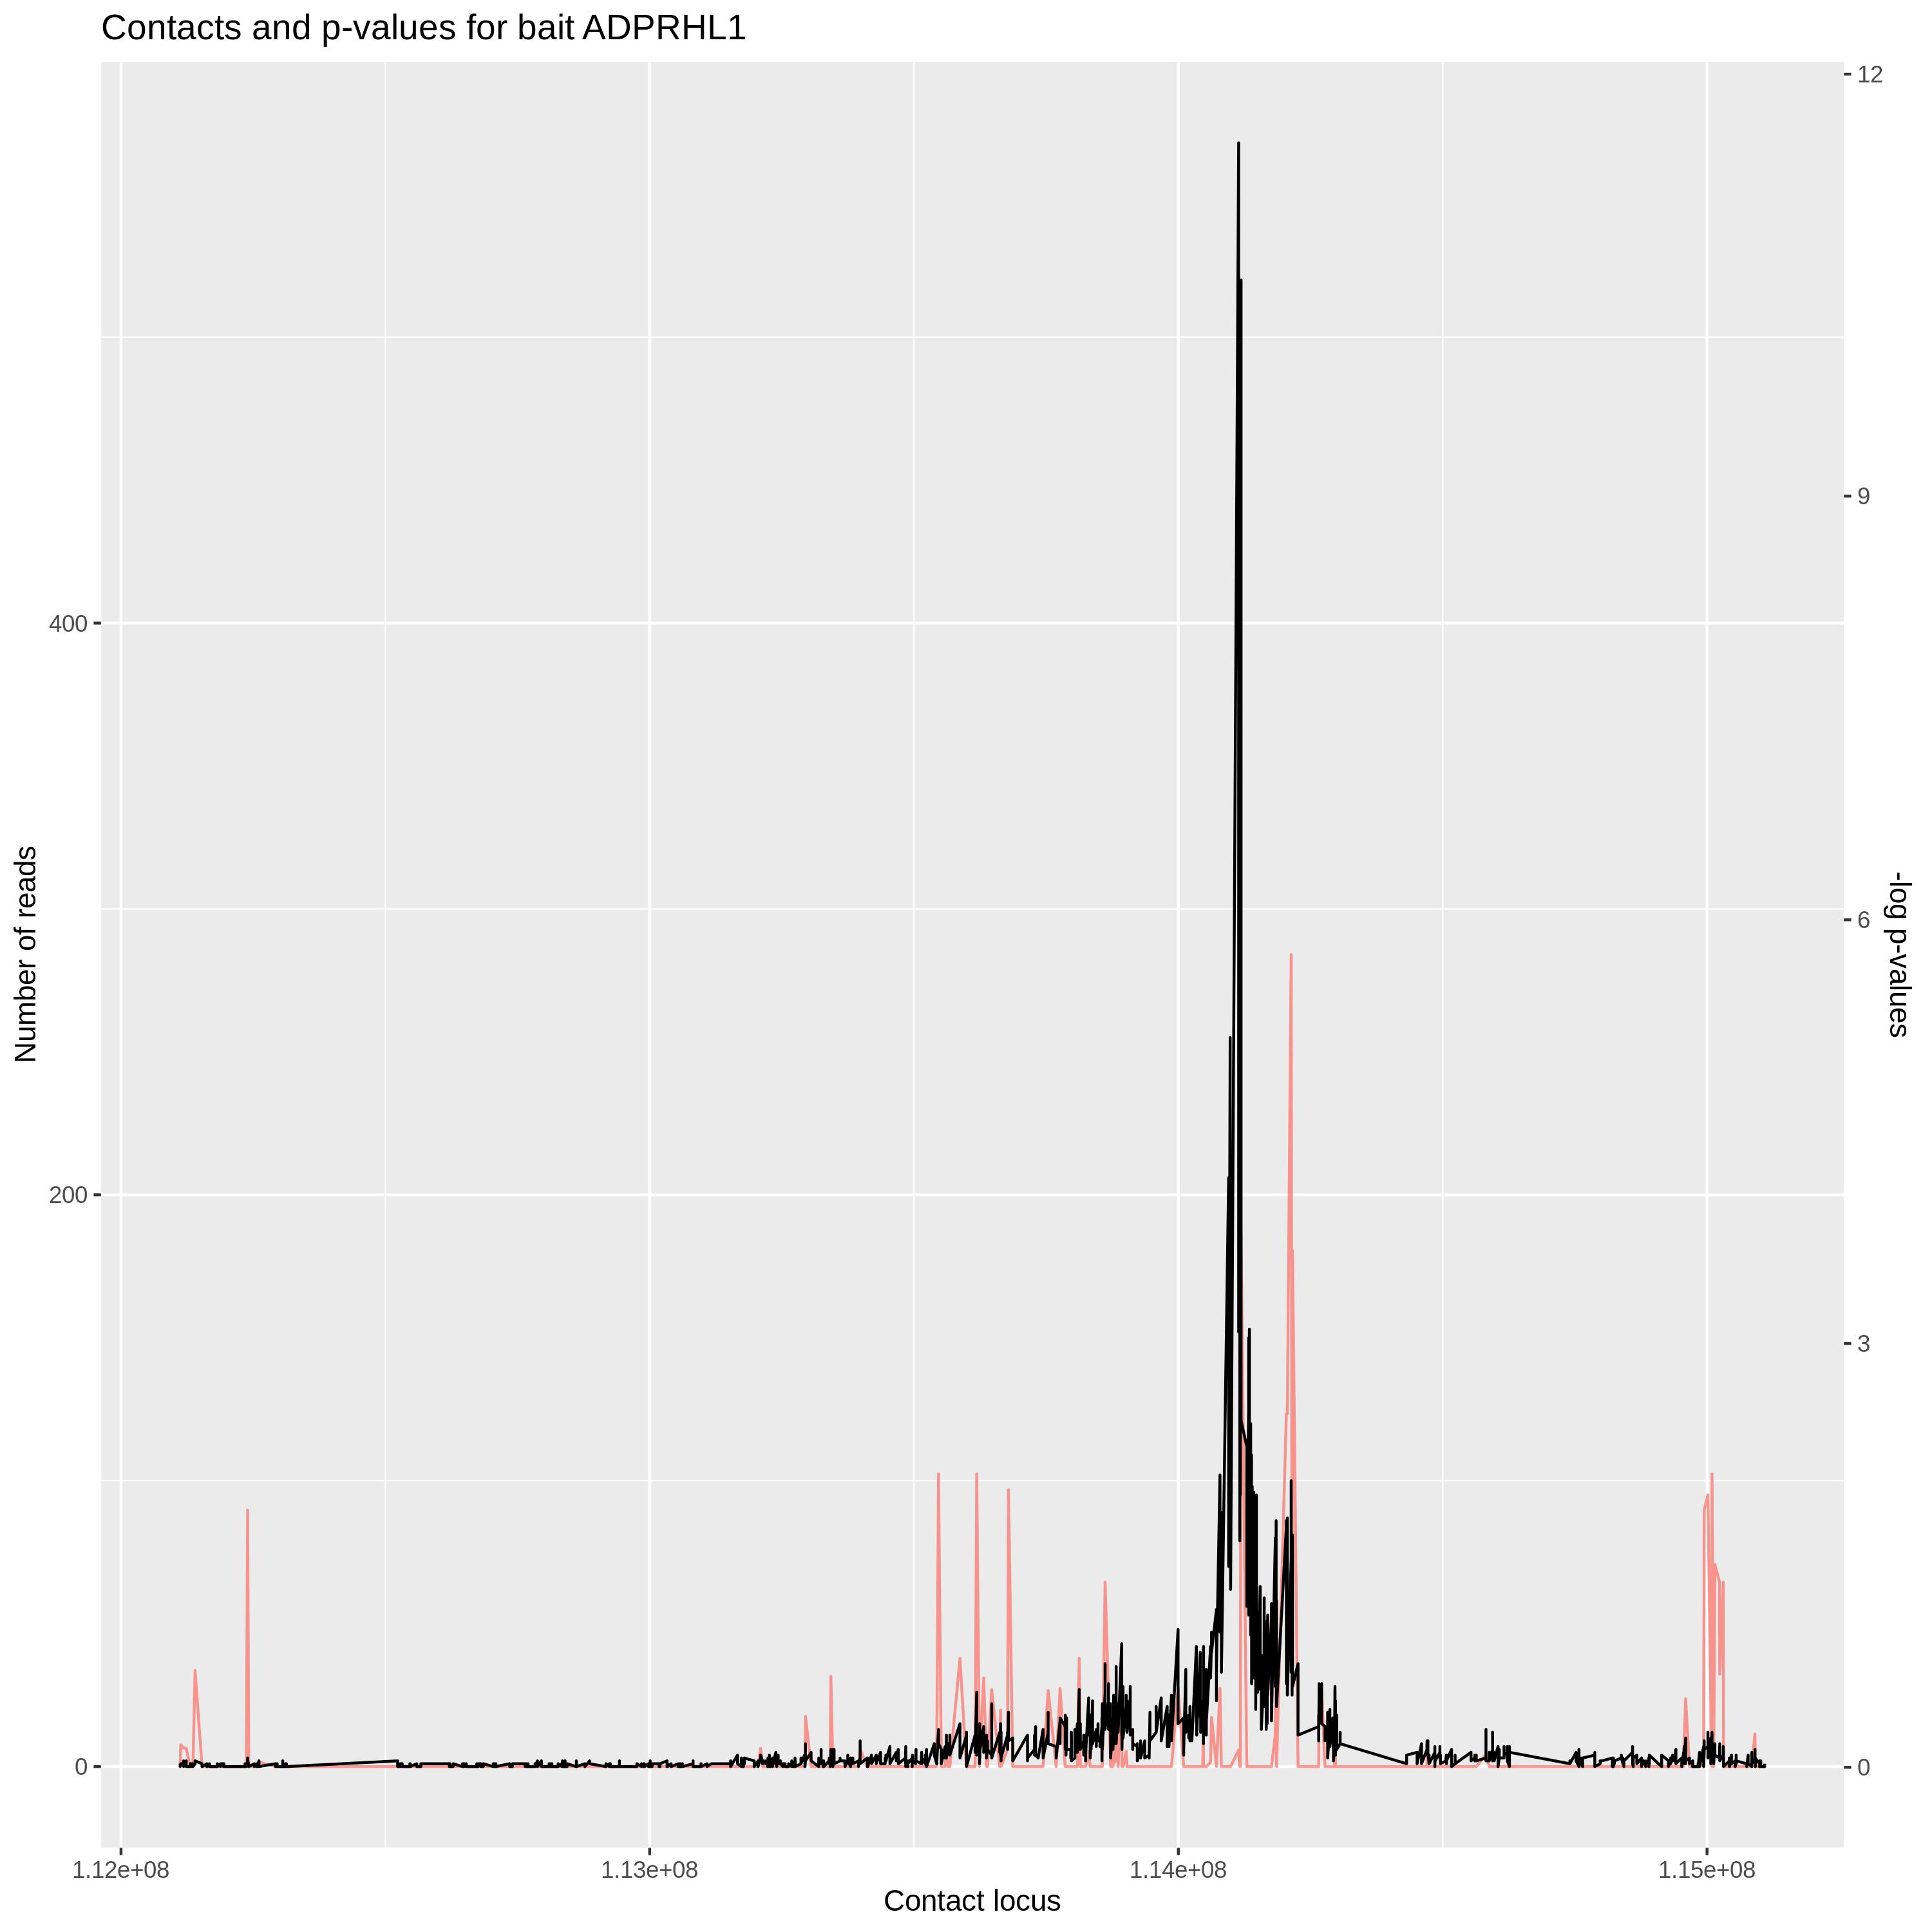 Contacts and p-values for bait ADPRHL1
12
9
400
6
Number of reads
-log p-values
200
3
0
0
1.12e+08
1.13e+08
1.14e+08
1.15e+08
Contact locus